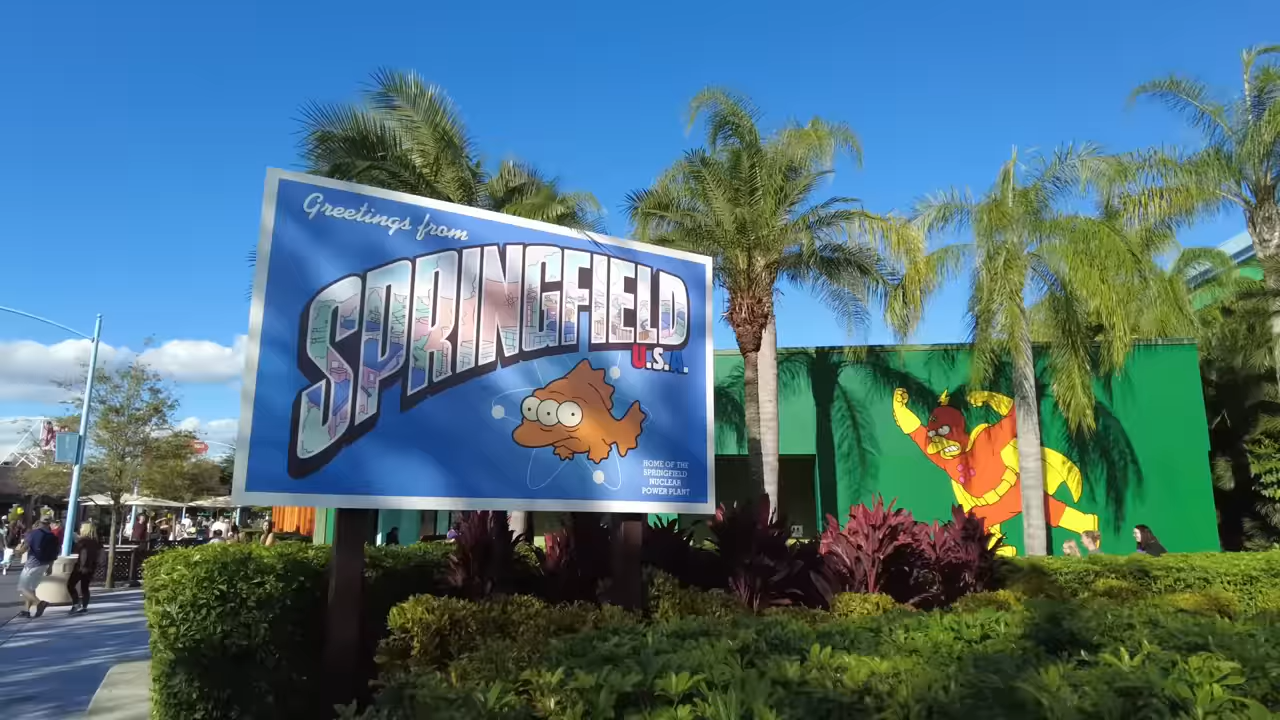 Greetings from
SPRINGFIELD
U.S.A.
HOME OF THE
SPRINGFIELD
NUCLEAR
POWER PLANT